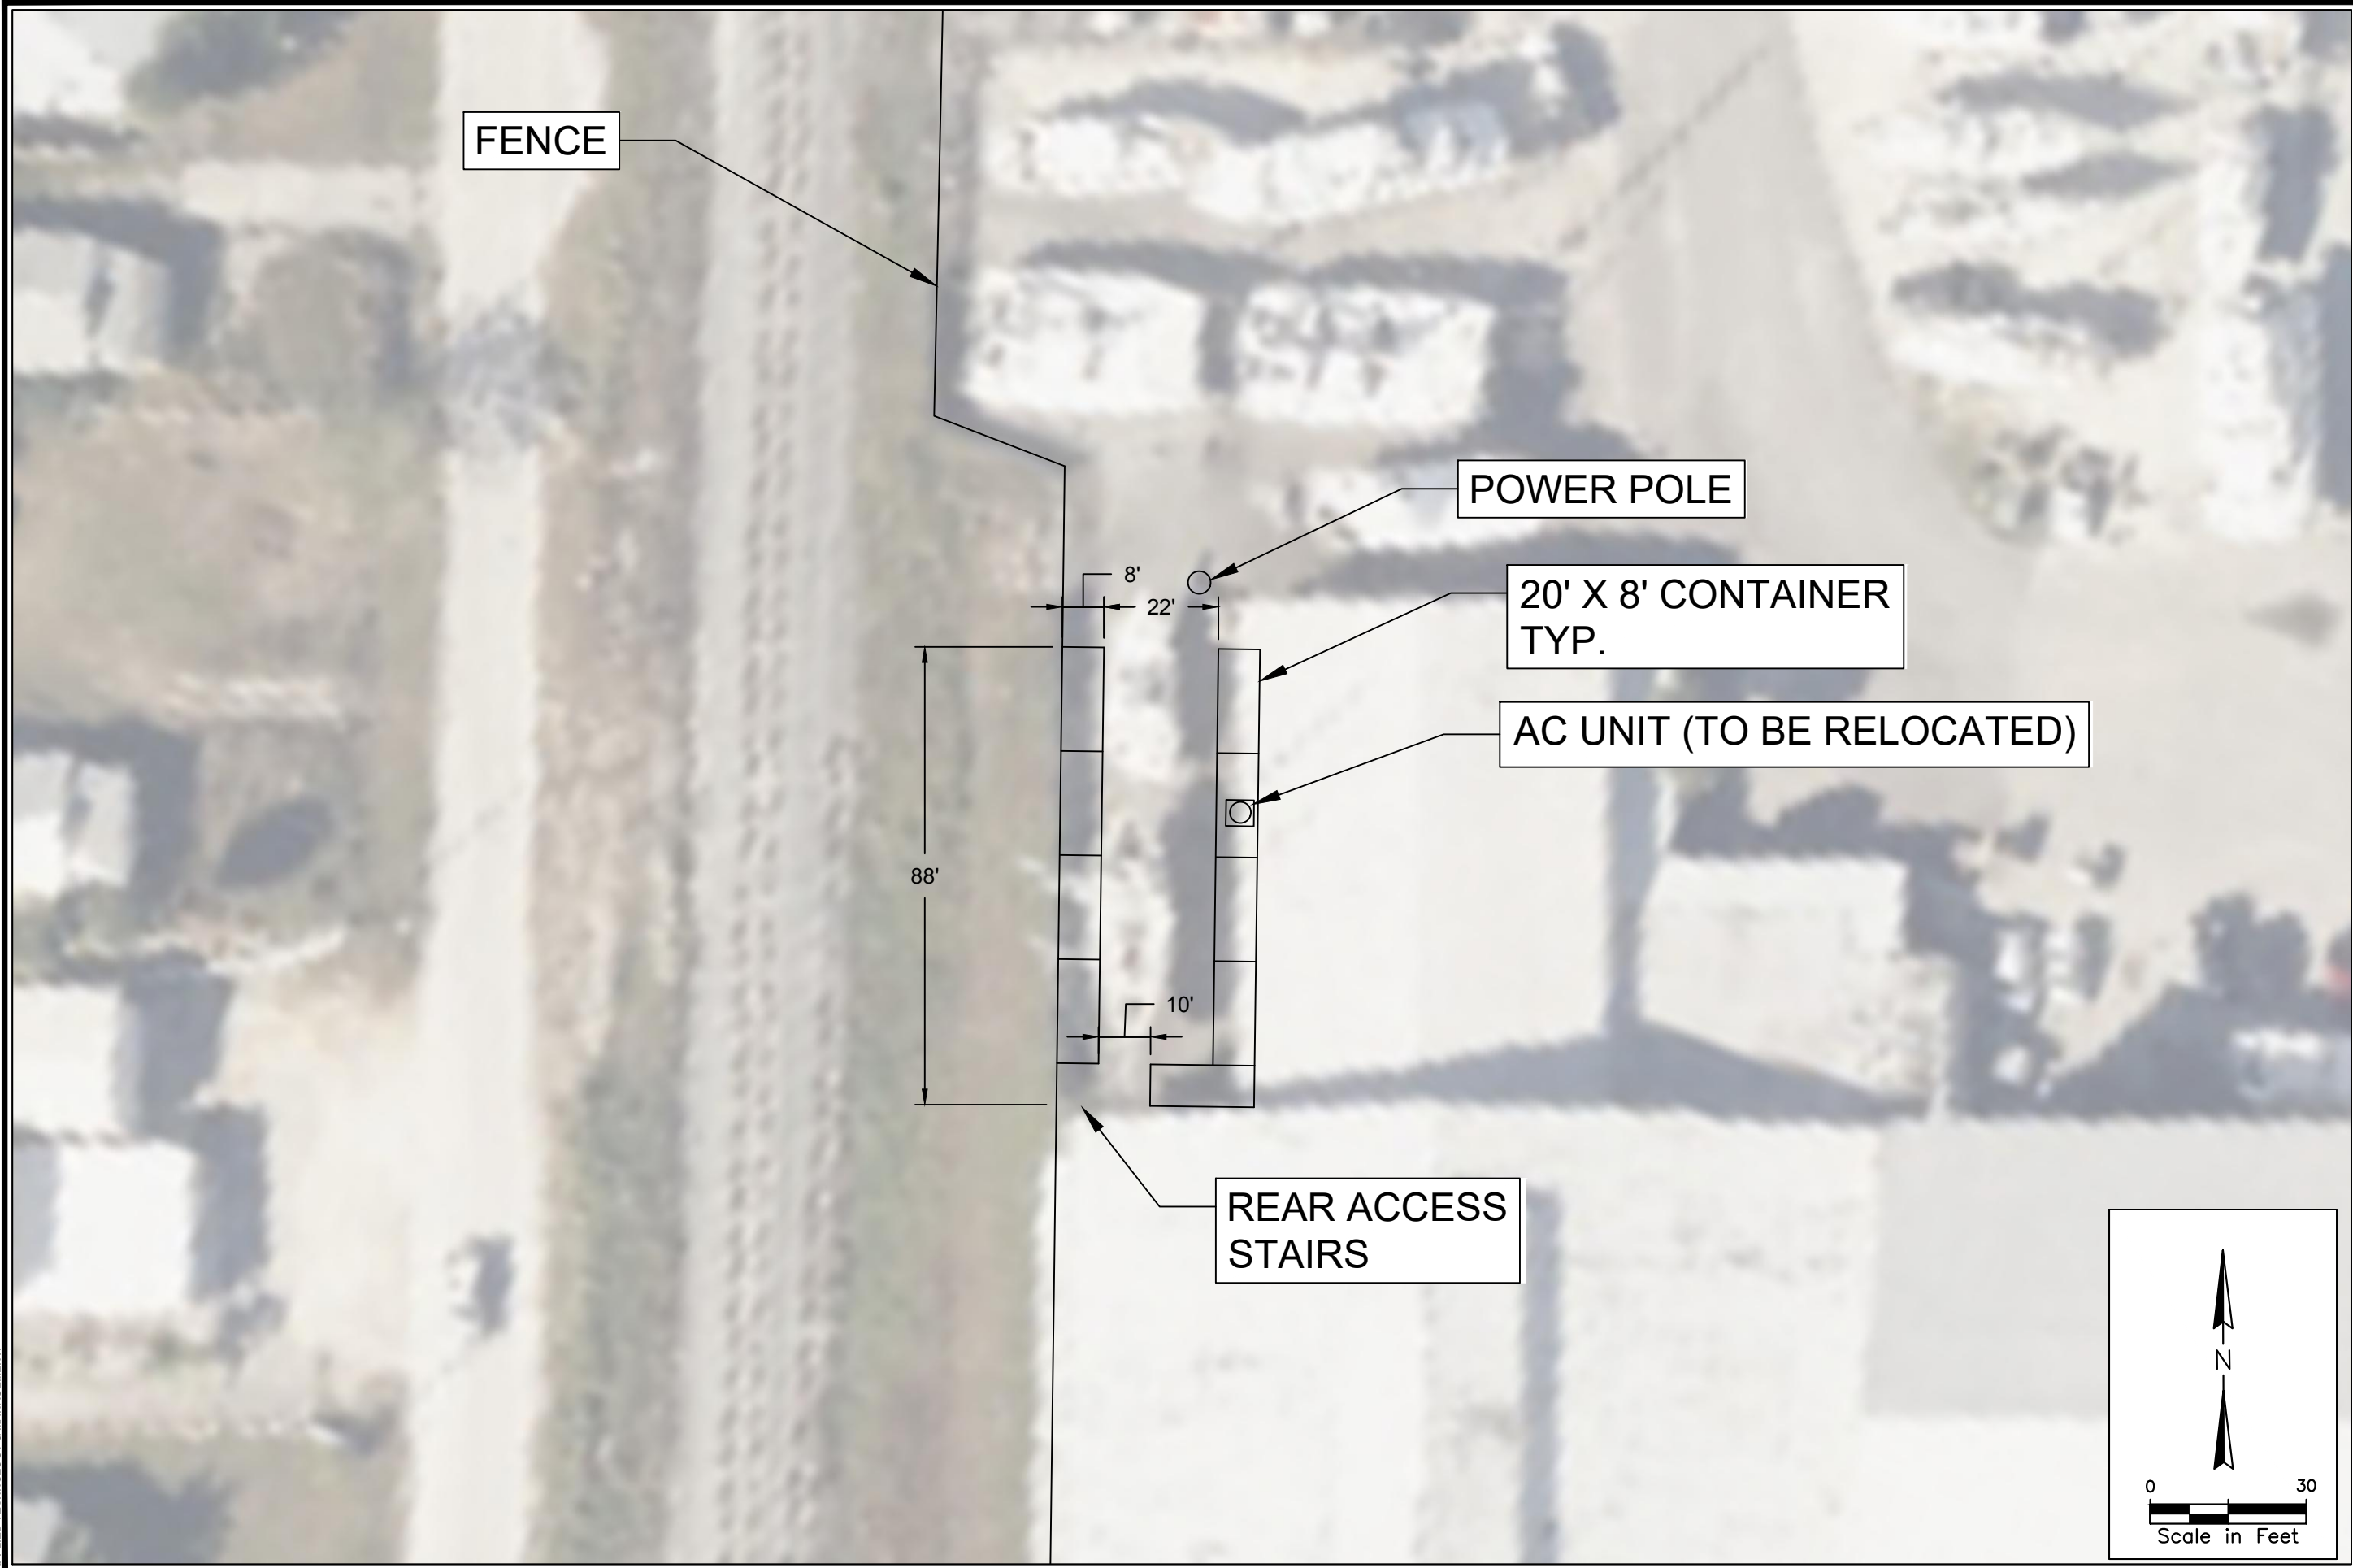 FENCE
POWER POLE
8'
22'
20' X 8' CONTAINER
TYP.
AC UNIT (TO BE RELOCATED)
88'
10'
REAR ACCESS
STAIRS
N
0 30
Scale in Feet